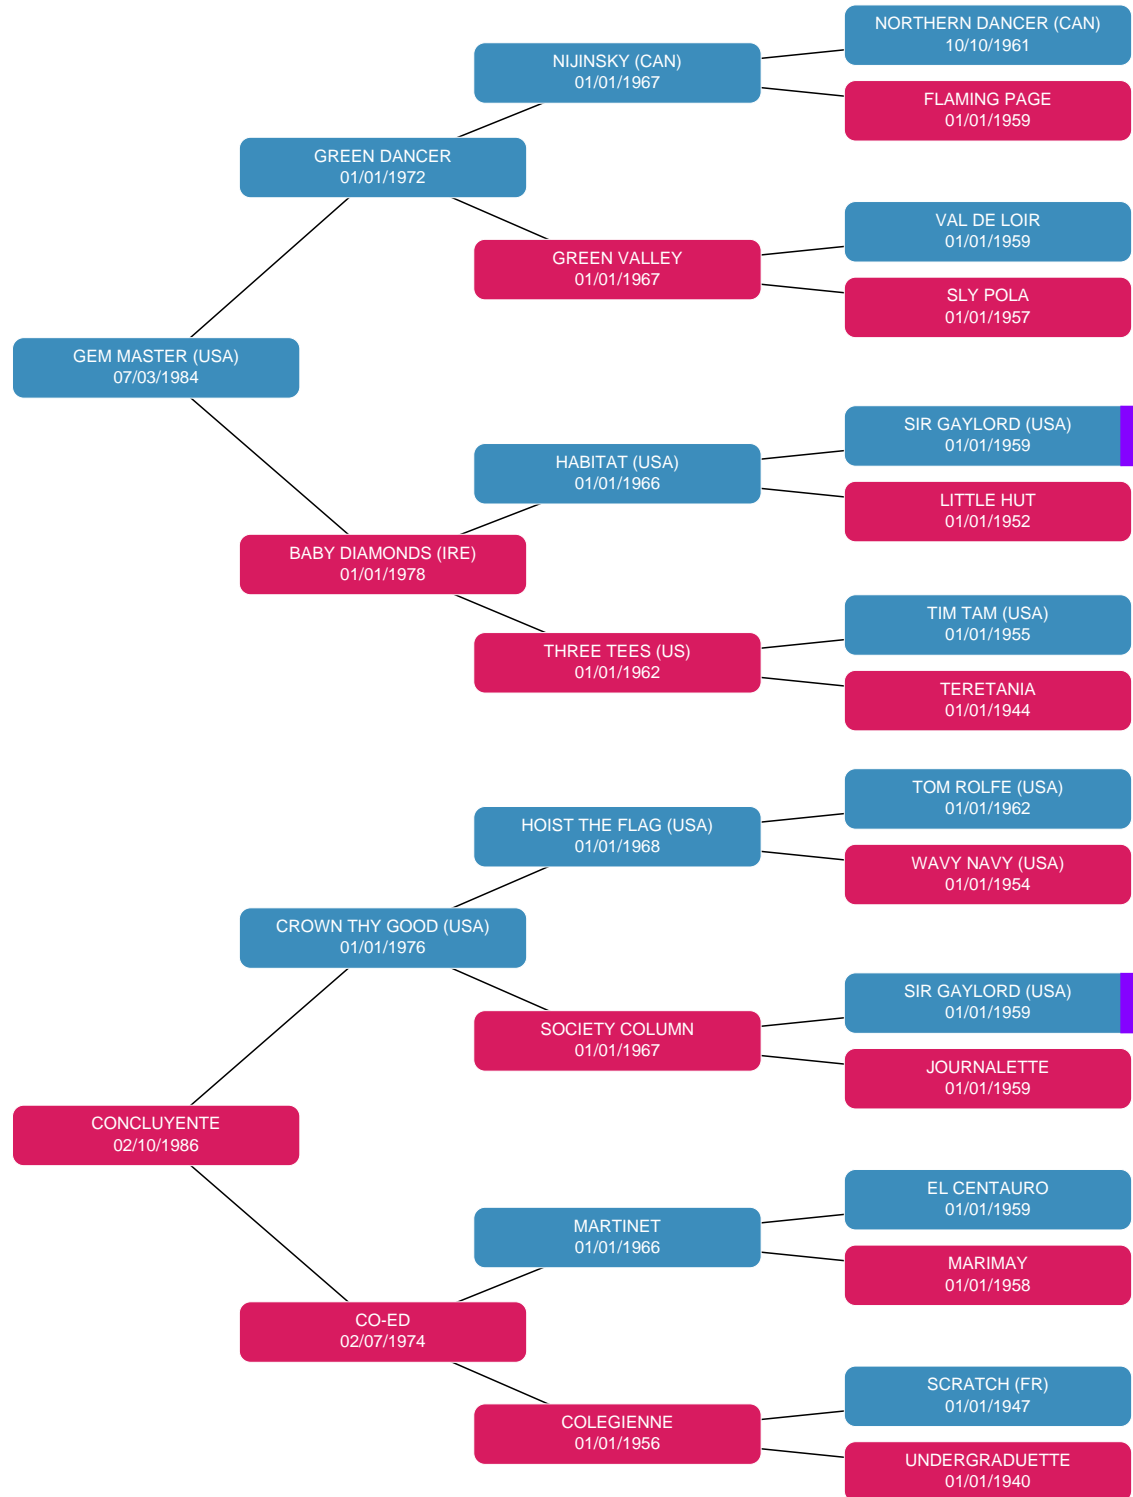 NORTHERN DANCER (CAN)
10/10/1961
NIJINSKY (CAN)
01/01/1967
FLAMING PAGE
01/01/1959
GREEN DANCER
01/01/1972
VAL DE LOIR
01/01/1959
GREEN VALLEY
01/01/1967
SLY POLA
01/01/1957
GEM MASTER (USA)
07/03/1984
SIR GAYLORD (USA)
01/01/1959
HABITAT (USA)
01/01/1966
LITTLE HUT
01/01/1952
BABY DIAMONDS (IRE)
01/01/1978
TIM TAM (USA)
01/01/1955
THREE TEES (US)
01/01/1962
TERETANIA
01/01/1944
TOM ROLFE (USA)
01/01/1962
HOIST THE FLAG (USA)
01/01/1968
WAVY NAVY (USA)
01/01/1954
CROWN THY GOOD (USA)
01/01/1976
SIR GAYLORD (USA)
01/01/1959
SOCIETY COLUMN
01/01/1967
JOURNALETTE
01/01/1959
CONCLUYENTE
02/10/1986
EL CENTAURO
01/01/1959
MARTINET
01/01/1966
MARIMAY
01/01/1958
CO-ED
02/07/1974
SCRATCH (FR)
01/01/1947
COLEGIENNE
01/01/1956
UNDERGRADUETTE
01/01/1940